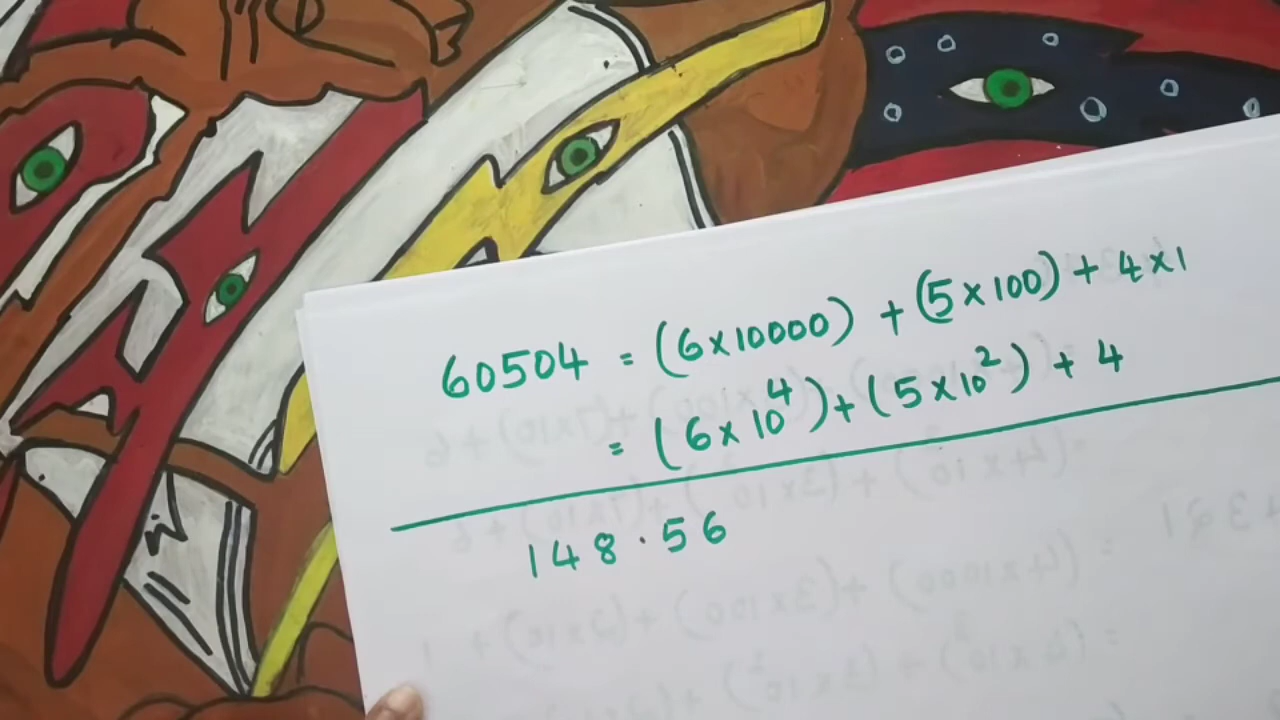 60504 = (6×10000) + (5×100) + 4×1
= (6×10⁴)+(5×10²) + 4
148.56